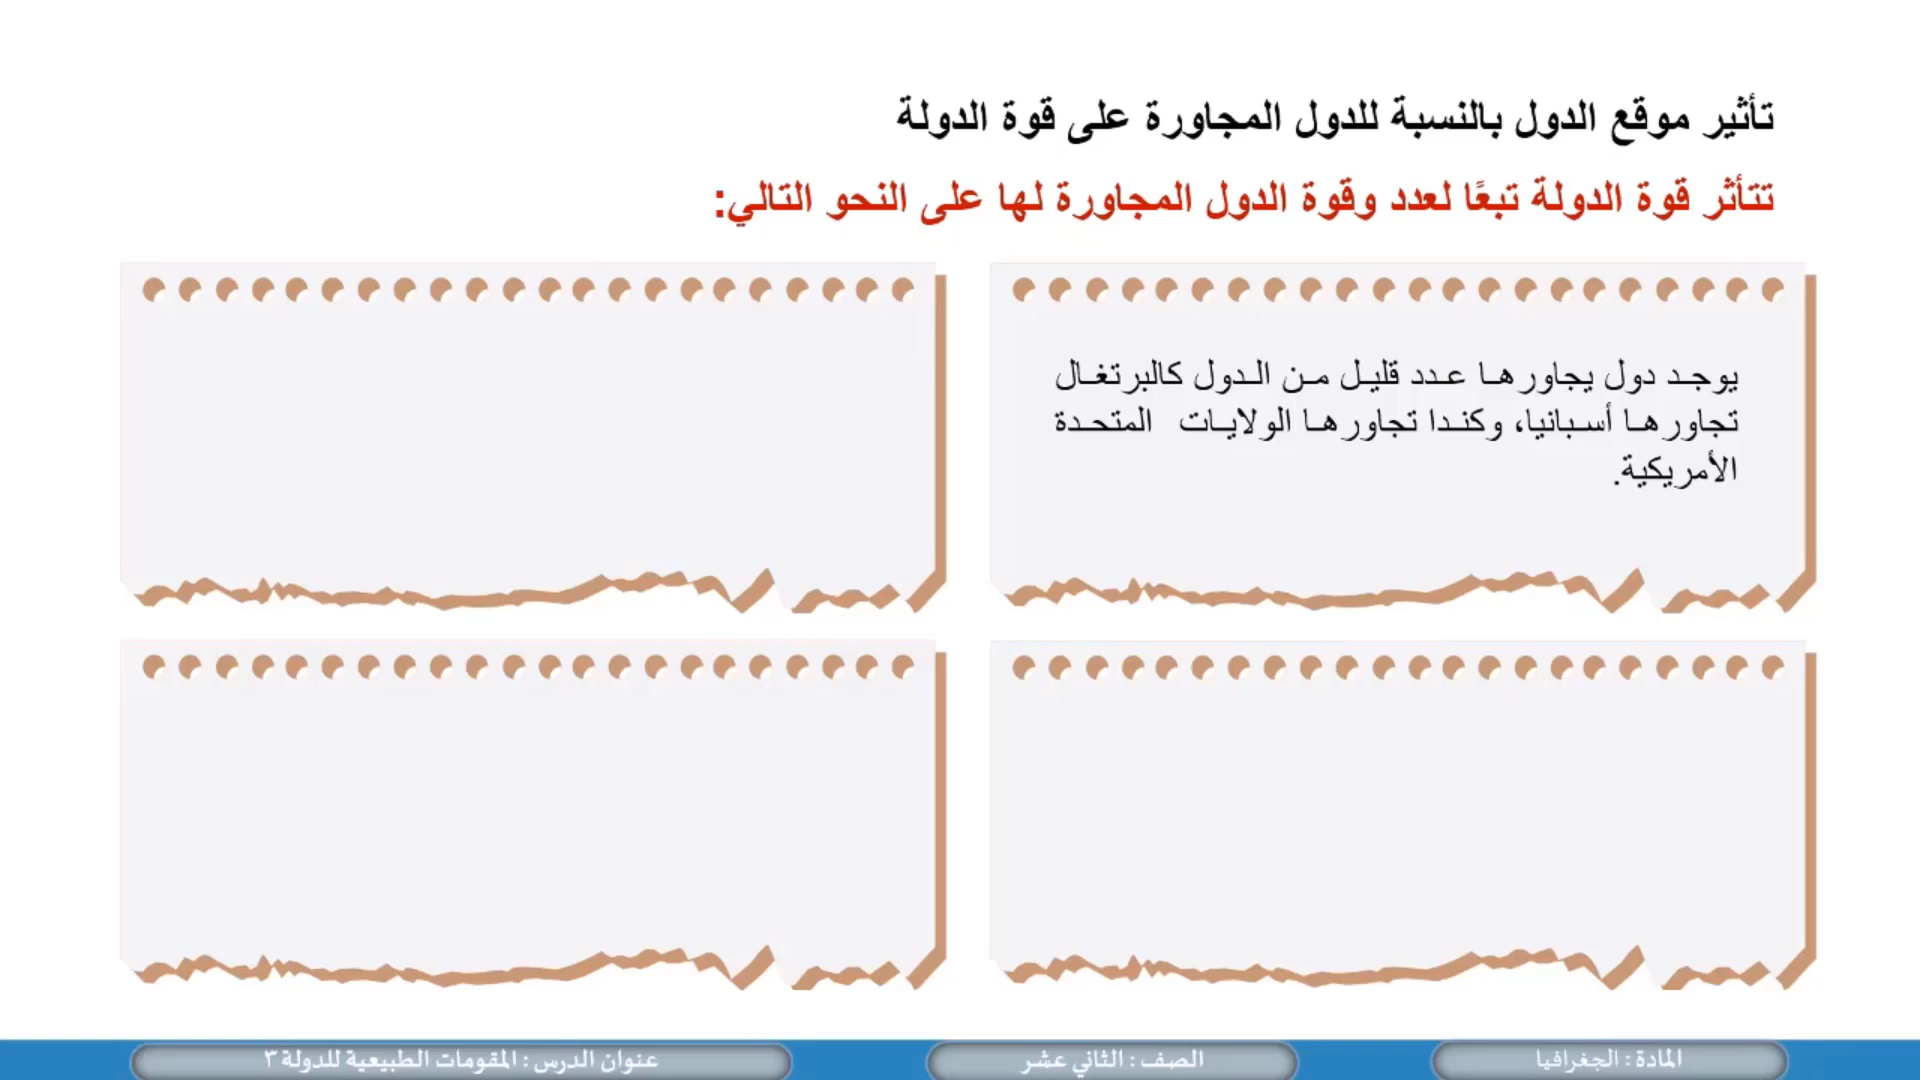 تأثير موقع الدول بالنسبة للدول المجاورة على قوة الدولة
تتأثر قوة الدولة تبعًا لعدد وقوة الدول المجاورة لها على النحو التالي:
يوجد دول يجاورها عدد قليل من الدول كالبرتغال
تجاورها أسبانيا، وكندا تجاورها الولايات المتحدة
الأمريكية.
المادة : الجغرافيا
الصف : الثاني عشر
عنوان الدرس : المقومات الطبيعية للدولة ٣